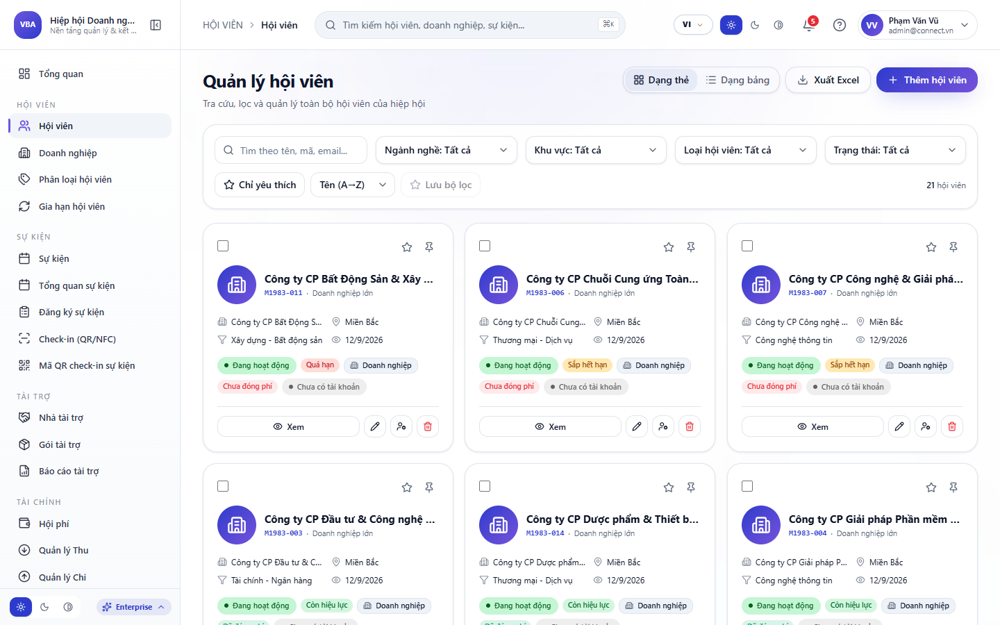 VBA
Hiệp hội Doanh ng...
Nền tảng quản lý & kết ...
HỘI VIÊN
Hội viên
Tìm kiếm hội viên, doanh nghiệp, sự kiện...
⌘K
VI
5
VV
Phạm Văn Vũ
admin@connect.vn
Tổng quan
HỘI VIÊN
Hội viên
Doanh nghiệp
Phân loại hội viên
Gia hạn hội viên
SỰ KIỆN
Sự kiện
Tổng quan sự kiện
Đăng ký sự kiện
Check-in (QR/NFC)
Mã QR check-in sự kiện
TÀI TRỢ
Nhà tài trợ
Gói tài trợ
Báo cáo tài trợ
TÀI CHÍNH
Hội phí
Quản lý Thu
Quản lý Chi
Enterprise
Quản lý hội viên
Tra cứu, lọc và quản lý toàn bộ hội viên của hiệp hội
Dạng thẻ
Dạng bảng
Xuất Excel
Thêm hội viên
Tìm theo tên, mã, email...
Ngành nghề: Tất cả
Khu vực: Tất cả
Loại hội viên: Tất cả
Trạng thái: Tất cả
Chỉ yêu thích
Tên (A→Z)
Lưu bộ lọc
21 hội viên
Công ty CP Bất Động Sản & Xây ...
M1983-011 · Doanh nghiệp lớn
Công ty CP Bất Động S...
Miền Bắc
Xây dựng - Bất động sản
12/9/2026
Đang hoạt động
Quá hạn
Doanh nghiệp
Chưa đóng phí
Chưa có tài khoản
Xem
Công ty CP Chuỗi Cung ứng Toàn...
M1983-006 · Doanh nghiệp lớn
Công ty CP Chuỗi Cung...
Miền Bắc
Thương mại - Dịch vụ
12/9/2026
Đang hoạt động
Sắp hết hạn
Doanh nghiệp
Chưa đóng phí
Chưa có tài khoản
Xem
Công ty CP Công nghệ & Giải phá...
M1983-007 · Doanh nghiệp lớn
Công ty CP Công nghệ ...
Miền Bắc
Công nghệ thông tin
12/9/2026
Đang hoạt động
Sắp hết hạn
Doanh nghiệp
Chưa đóng phí
Chưa có tài khoản
Xem
Công ty CP Đầu tư & Công nghệ ...
M1983-003 · Doanh nghiệp lớn
Công ty CP Đầu tư & C...
Miền Bắc
Tài chính - Ngân hàng
12/9/2026
Đang hoạt động
Còn hiệu lực
Doanh nghiệp
Công ty CP Dược phẩm & Thiết b...
M1983-014 · Doanh nghiệp lớn
Công ty CP Dược phẩm...
Miền Bắc
Thương mại - Dịch vụ
12/9/2026
Đang hoạt động
Còn hiệu lực
Doanh nghiệp
Công ty CP Giải pháp Phần mềm ...
M1983-004 · Doanh nghiệp lớn
Công ty CP Giải pháp P...
Miền Bắc
Công nghệ thông tin
12/9/2026
Đang hoạt động
Còn hiệu lực
Doanh nghiệp